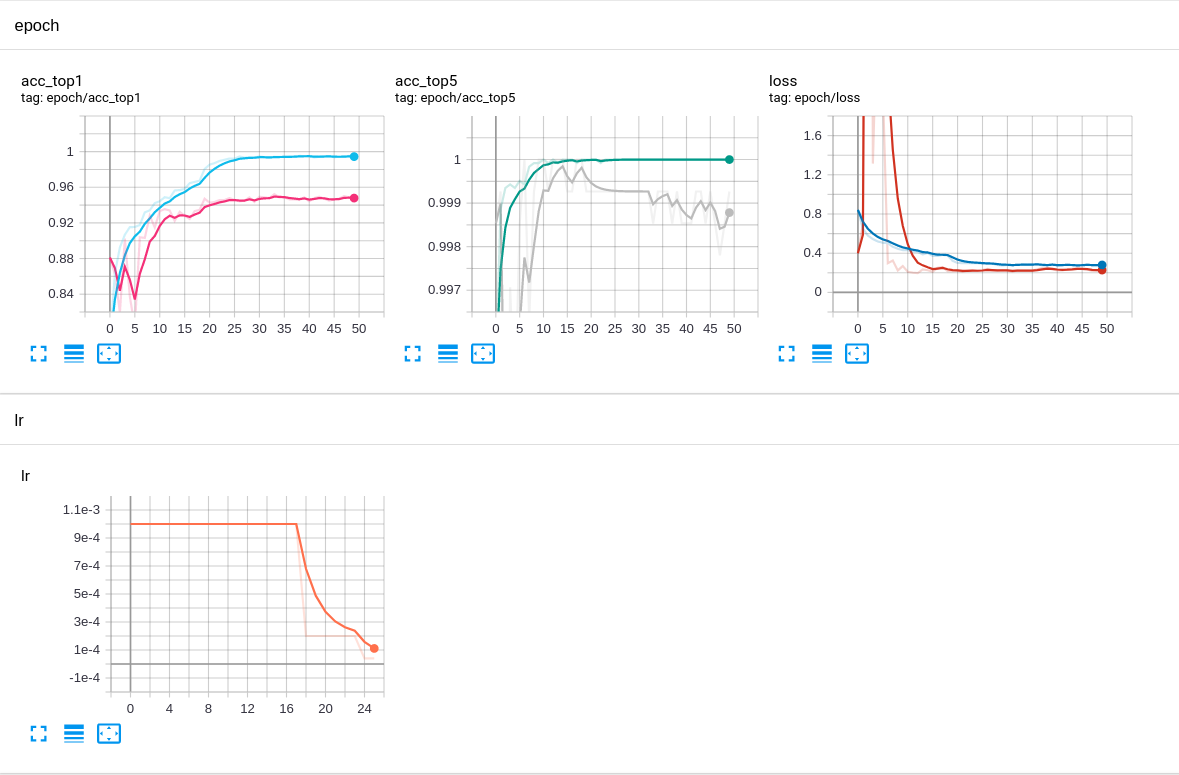 epoch
acc_top1
tag: epoch/acc_top1
1
0.96
0.92
0.88
0.84
0 5 10 15 20 25 30 35 40 45 50
acc_top5
tag: epoch/acc_top5
1
0.999
0.998
0.997
0 5 10 15 20 25 30 35 40 45 50
loss
tag: epoch/loss
1.6
1.2
0.8
0.4
0
0 5 10 15 20 25 30 35 40 45 50
lr
lr
1.1e-3
9e-4
7e-4
5e-4
3e-4
1e-4
-1e-4
0 4 8 12 16 20 24